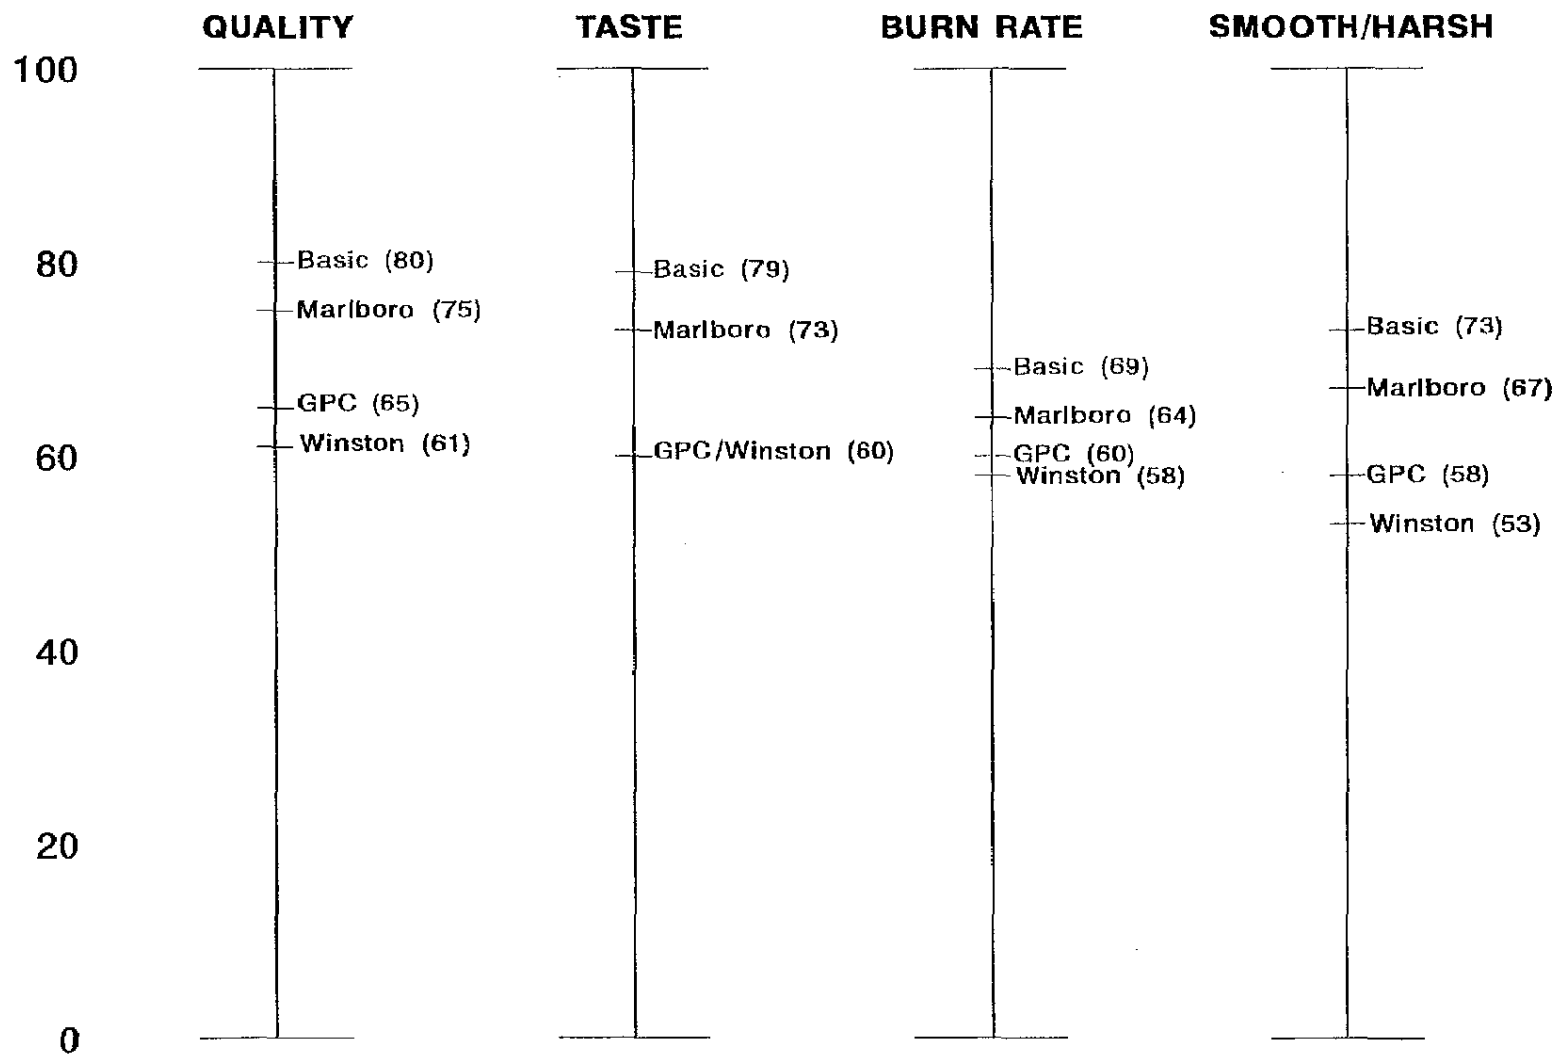 QUALITY TASTE BURN RATE SMOOTH/HARSH
100
80 Basic (80)
Basic (79)
Marlboro (75)
Marlboro (73)
Basic (73)
Basic (69)
Marlboro (67)
GPC (65)
Marlboro (64)
Winston (61)
60 GPC/Winston (60) GPC (60)
Winston (58) GPC (58)
Winston (53)
40
20
0